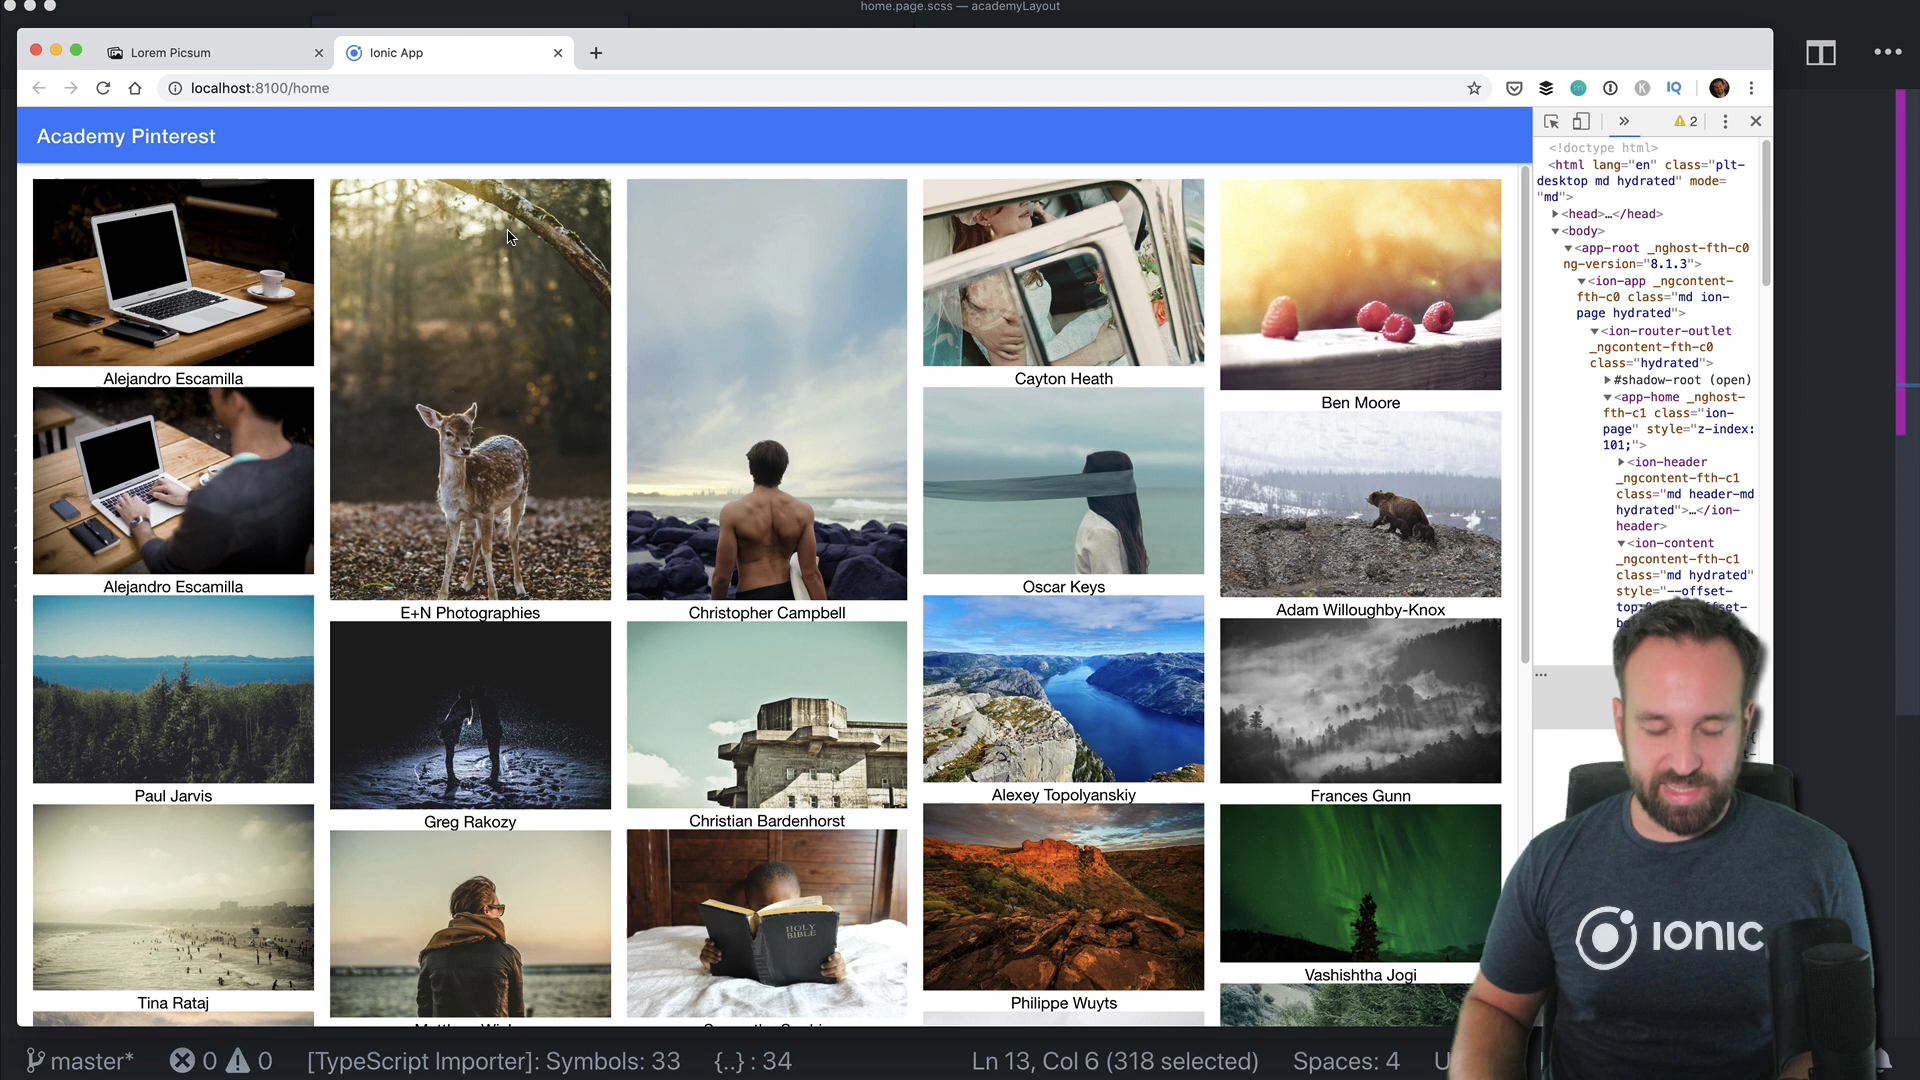 home.page.scss — academyLayout
Lorem Picsum
Ionic App
localhost:8100/home
IQ
Academy Pinterest
2
<!doctype html>
<html lang="en" class="plt-
desktop md hydrated" mode=
"md">
<head>…</head>
<body>
<app-root _nghost-fth-c0
ng-version="8.1.3">
<ion-app _ngcontent-
fth-c0 class="md ion-
page hydrated">
<ion-router-outlet
_ngcontent-fth-c0
class="hydrated">
#shadow-root (open)
<app-home _nghost-
fth-c1 class="ion-
page" style="z-index:
101;">
<ion-header
_ngcontent-fth-c1
class="md header-md
hydrated">…</ion-
header>
<ion-content
_ngcontent-fth-c1
class="md hydrated"
style="--offset-
Alejandro Escamilla
Cayton Heath
Ben Moore
Alejandro Escamilla
E+N Photographies
Christopher Campbell
Oscar Keys
Adam Willoughby-Knox
Paul Jarvis
Greg Rakozy
Christian Bardenhorst
Alexey Topolyanskiy
Frances Gunn
HOLY
BIBLE
Tina Rataj
Philippe Wuyts
Vashishtha Jogi
IONIC
master*
0
0
[TypeScript Importer]: Symbols: 33
{..} : 34
Ln 13, Col 6 (318 selected)
Spaces: 4